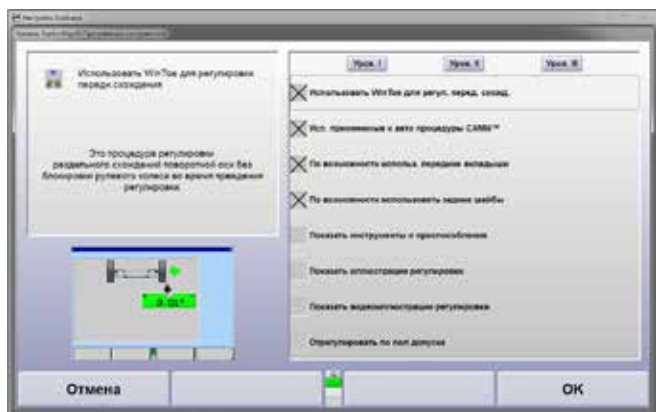 Отмена
OK
Использовать WinToe для регулировки
передн схождения
Это процедура регулировки
раздельного схождения поворотной оси без
блокировки рулевого колеса во время проведения
регулировки.
0.01°
Урок. I
Урок. II
Урок. III
Использовать WinToe для регул. перед. схожд.
Исп. применимые к авто процедуры CAMM™
По возможности использ. передние вкладыши
По возможности использовать задние шайбы
Показать инструменты и приспособления
Показать иллюстрации регулировки
Показать видеоиллюстрации регулировки
Отрегулировать по пол допуска